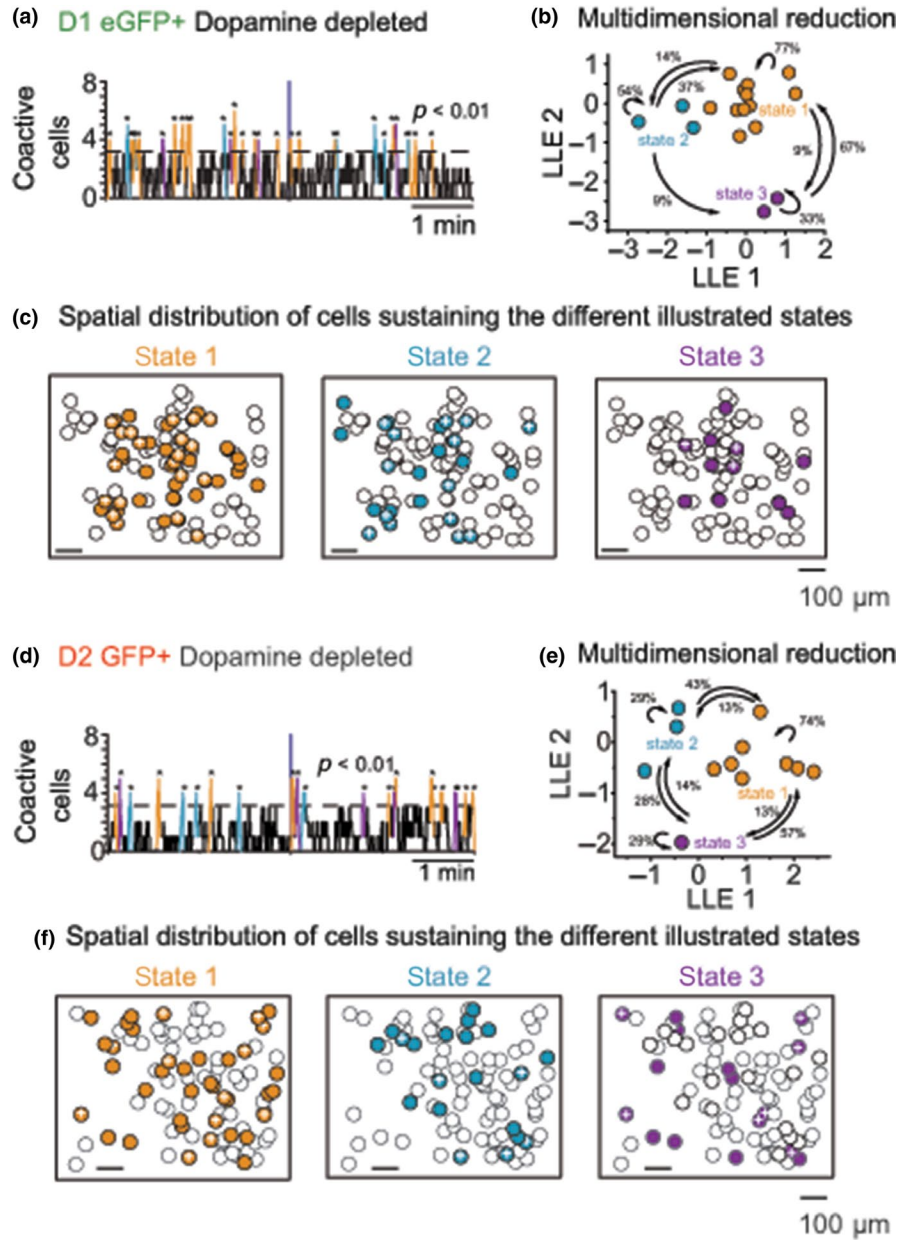 (a) D1 eGFP+ Dopamine depleted
8
4
0
Coactive cells
p < 0.01
1 min
(b) Multidimensional reduction
1
0
−1
−2
−3
LLE 2
14%
77%
54%
37%
state 1
state 2
9%
67%
state 3
9%
33%
−3 −2 −1 0 1 2
LLE 1
(c) Spatial distribution of cells sustaining the different illustrated states
State 1 State 2 State 3
100 µm
(d) D2 GFP+ Dopamine depleted
8
4
0
Coactive cells
p < 0.01
1 min
(e) Multidimensional reduction
1
0
−1
−2
LLE 2
43%
29%
13%
74%
state 2
state 1
14%
28%
13%
57%
29%
state 3
−1 0 1 2
LLE 1
(f) Spatial distribution of cells sustaining the different illustrated states
State 1 State 2 State 3
100 µm